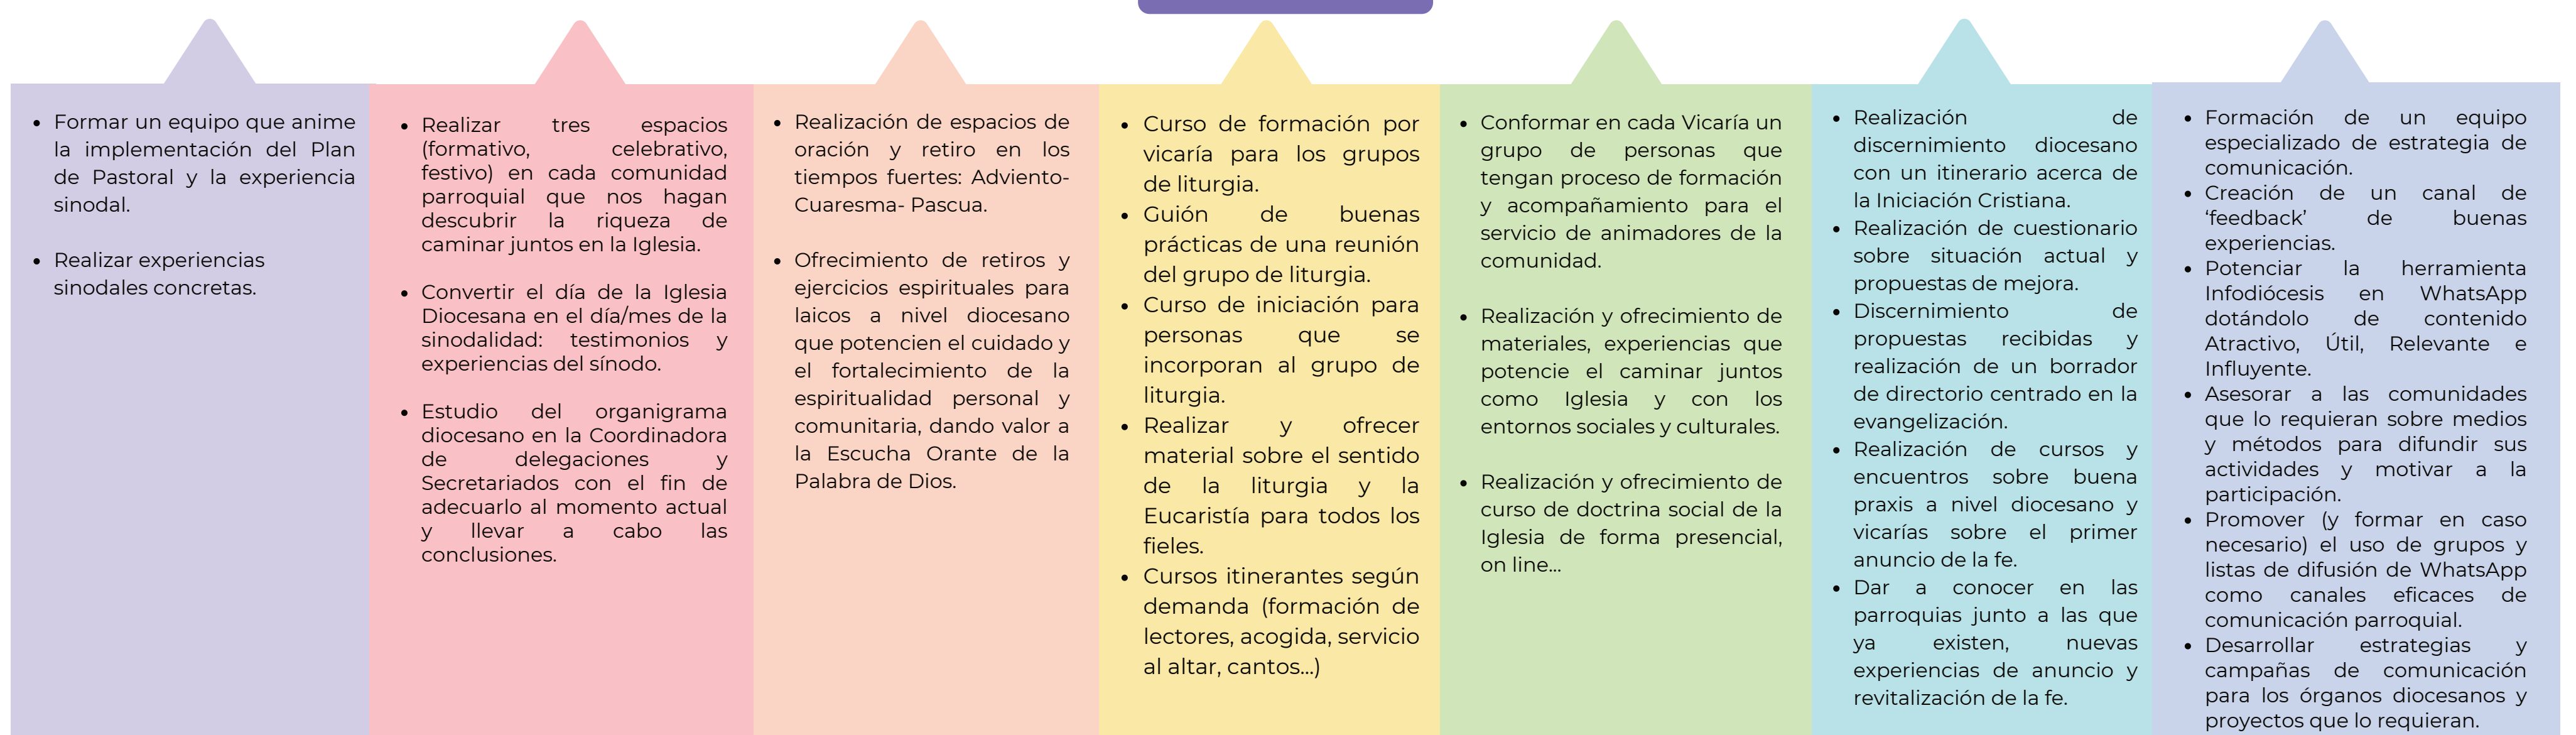 • Formar un equipo que anime
la implementación del Plan
de Pastoral y la experiencia
sinodal.
• Realizar experiencias
sinodales concretas.
• Realizar tres espacios
(formativo, celebrativo,
festivo) en cada comunidad
parroquial que nos hagan
descubrir la riqueza de
caminar juntos en la Iglesia.
• Convertir el día de la Iglesia
Diocesana en el día/mes de la
sinodalidad: testimonios y
experiencias del sínodo.
• Estudio del organigrama
diocesano en la Coordinadora
de delegaciones y
Secretariados con el fin de
adecuarlo al momento actual
y llevar a cabo las
conclusiones.
• Realización de espacios de
oración y retiro en los
tiempos fuertes: Adviento-
Cuaresma- Pascua.
• Ofrecimiento de retiros y
ejercicios espirituales para
laicos a nivel diocesano
que potencien el cuidado y
el fortalecimiento de la
espiritualidad personal y
comunitaria, dando valor a
la Escucha Orante de la
Palabra de Dios.
• Curso de formación por
vicaría para los grupos
de liturgia.
• Guión de buenas
prácticas de una reunión
del grupo de liturgia.
• Curso de iniciación para
personas que se
incorporan al grupo de
liturgia.
• Realizar y ofrecer
material sobre el sentido
de la liturgia y la
Eucaristía para todos los
fieles.
• Cursos itinerantes según
demanda (formación de
lectores, acogida, servicio
al altar, cantos...)
• Conformar en cada Vicaría un
grupo de personas que
tengan proceso de formación
y acompañamiento para el
servicio de animadores de la
comunidad.
• Realización y ofrecimiento de
materiales, experiencias que
potencie el caminar juntos
como Iglesia y con los
entornos sociales y culturales.
• Realización y ofrecimiento de
curso de doctrina social de la
Iglesia de forma presencial,
on line...
• Realización de
discernimiento diocesano
con un itinerario acerca de
la Iniciación Cristiana.
• Realización de cuestionario
sobre situación actual y
propuestas de mejora.
• Discernimiento de
propuestas recibidas y
realización de un borrador
de directorio centrado en la
evangelización.
• Realización de cursos y
encuentros sobre buena
praxis a nivel diocesano y
vicarías sobre el primer
anuncio de la fe.
• Dar a conocer en las
parroquias junto a las que
ya existen, nuevas
experiencias de anuncio y
revitalización de la fe.
• Formación de un equipo
especializado de estrategia de
comunicación.
• Creación de un canal de
‘feedback’ de buenas
experiencias.
• Potenciar la herramienta
Infodiócesis en WhatsApp
dotándolo de contenido
Atractivo, Útil, Relevante e
Influyente.
• Asesorar a las comunidades
que lo requieran sobre medios
y métodos para difundir sus
actividades y motivar a la
participación.
• Promover (y formar en caso
necesario) el uso de grupos y
listas de difusión de WhatsApp
como canales eficaces de
comunicación parroquial.
• Desarrollar estrategias y
campañas de comunicación
para los órganos diocesanos y
proyectos que lo requieran.